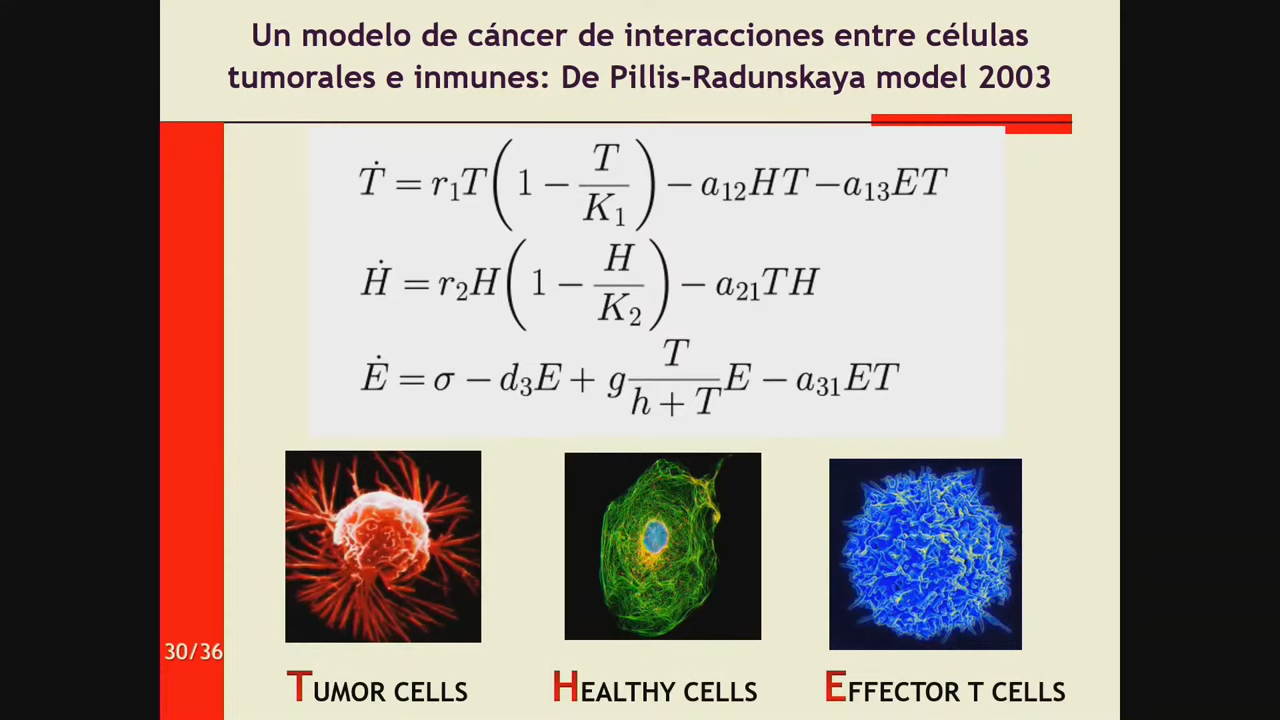 Un modelo de cáncer de interacciones entre células
tumorales e inmunes: De Pillis-Radunskaya model 2003
Ṫ = r₁T(1 − T/K₁) − a₁₂HT − a₁₃ET
Ḣ = r₂H(1 − H/K₂) − a₂₁TH
Ė = σ − d₃E + g T/(h + T) E − a₃₁ET
30/36
TUMOR CELLS
HEALTHY CELLS
EFFECTOR T CELLS